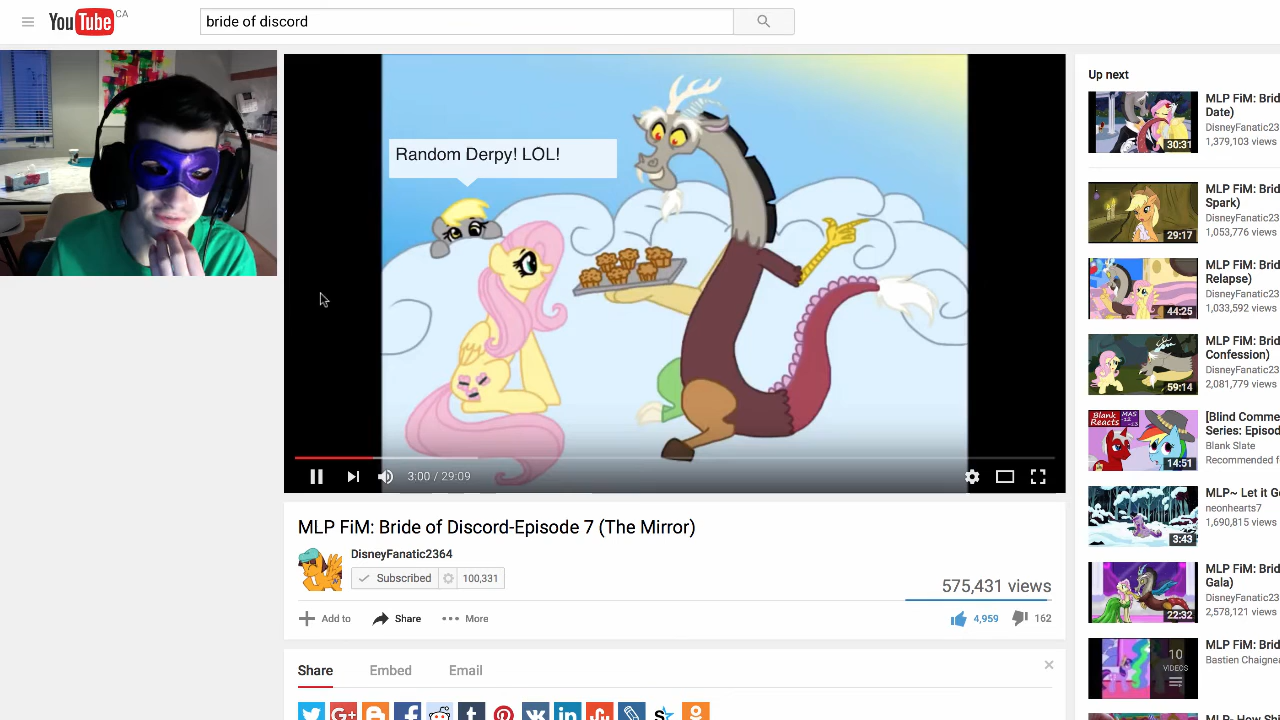 YouTube CA
bride of discord
Random Derpy! LOL!
3:00 / 29:09
MLP FiM: Bride of Discord-Episode 7 (The Mirror)
DisneyFanatic2364
Subscribed 100,331
575,431 views
Add to Share More 4,959 162
Share Embed Email
Up next
MLP FiM: Brid
Date)
DisneyFanatic23
1,379,103 views
30:31
MLP FiM: Brid
Spark)
DisneyFanatic23
1,053,776 views
29:17
MLP FiM: Brid
Relapse)
DisneyFanatic23
1,033,592 views
44:25
MLP FiM: Brid
Confession)
DisneyFanatic23
2,081,779 views
59:14
[Blind Comme
Series: Episod
Blank Slate
Recommended f
Blank
Reacts
MAS
14:51
MLP~ Let it Go
neonhearts7
1,690,815 views
3:43
MLP FiM: Brid
Gala)
DisneyFanatic23
2,578,121 views
22:32
MLP FiM: Brid
Bastien Chaigne
10
VIDEOS